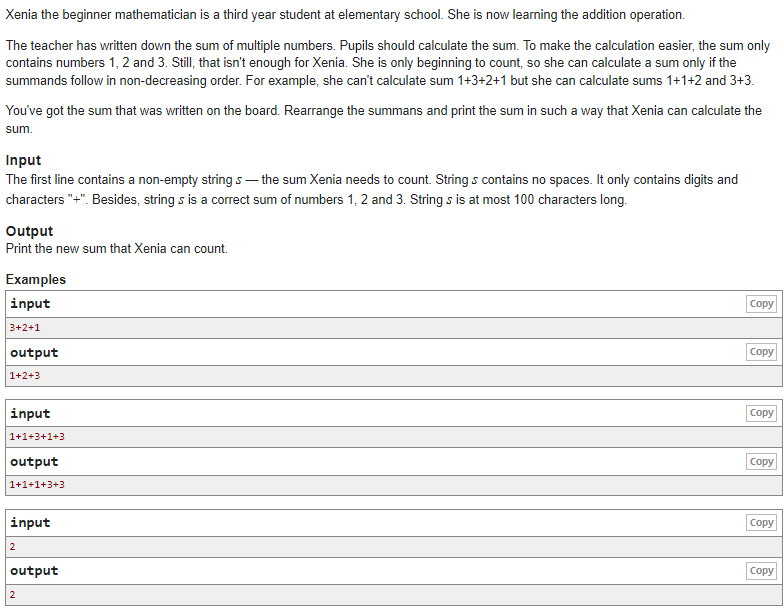 Xenia the beginner mathematician is a third year student at elementary school. She is now learning the addition operation.
The teacher has written down the sum of multiple numbers. Pupils should calculate the sum. To make the calculation easier, the sum only
contains numbers 1, 2 and 3. Still, that isn't enough for Xenia. She is only beginning to count, so she can calculate a sum only if the
summands follow in non-decreasing order. For example, she can't calculate sum 1+3+2+1 but she can calculate sums 1+1+2 and 3+3.
You've got the sum that was written on the board. Rearrange the summans and print the sum in such a way that Xenia can calculate the
sum.
Input
The first line contains a non-empty string s — the sum Xenia needs to count. String s contains no spaces. It only contains digits and
characters "+". Besides, string s is a correct sum of numbers 1, 2 and 3. String s is at most 100 characters long.
Output
Print the new sum that Xenia can count.
Examples
input Copy
3+2+1
output Copy
1+2+3
input Copy
1+1+3+1+3
output Copy
1+1+1+3+3
input Copy
2
output Copy
2